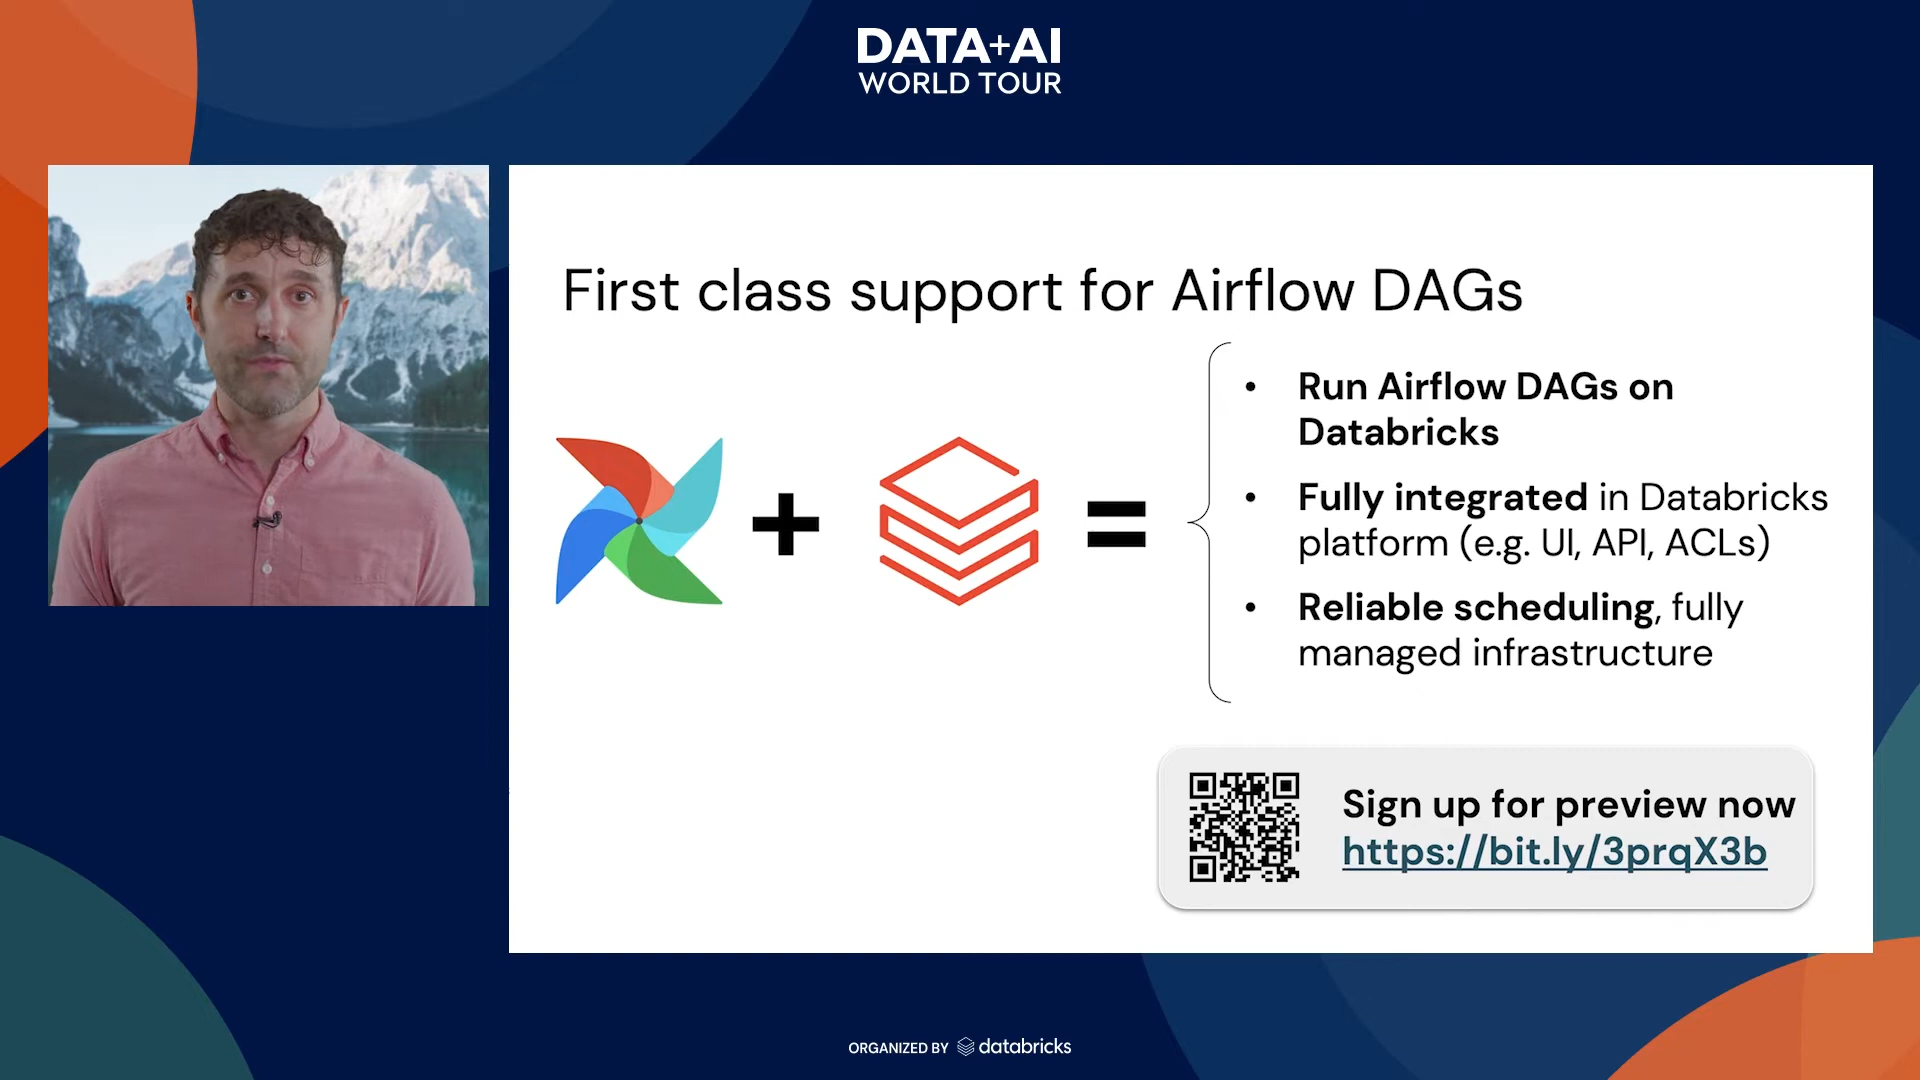 DATA+AI
WORLD TOUR
First class support for Airflow DAGs
• Run Airflow DAGs on
Databricks
• Fully integrated in Databricks
platform (e.g. UI, API, ACLs)
• Reliable scheduling, fully
managed infrastructure
+
=
Sign up for preview now
https://bit.ly/3prqX3b
ORGANIZED BY databricks